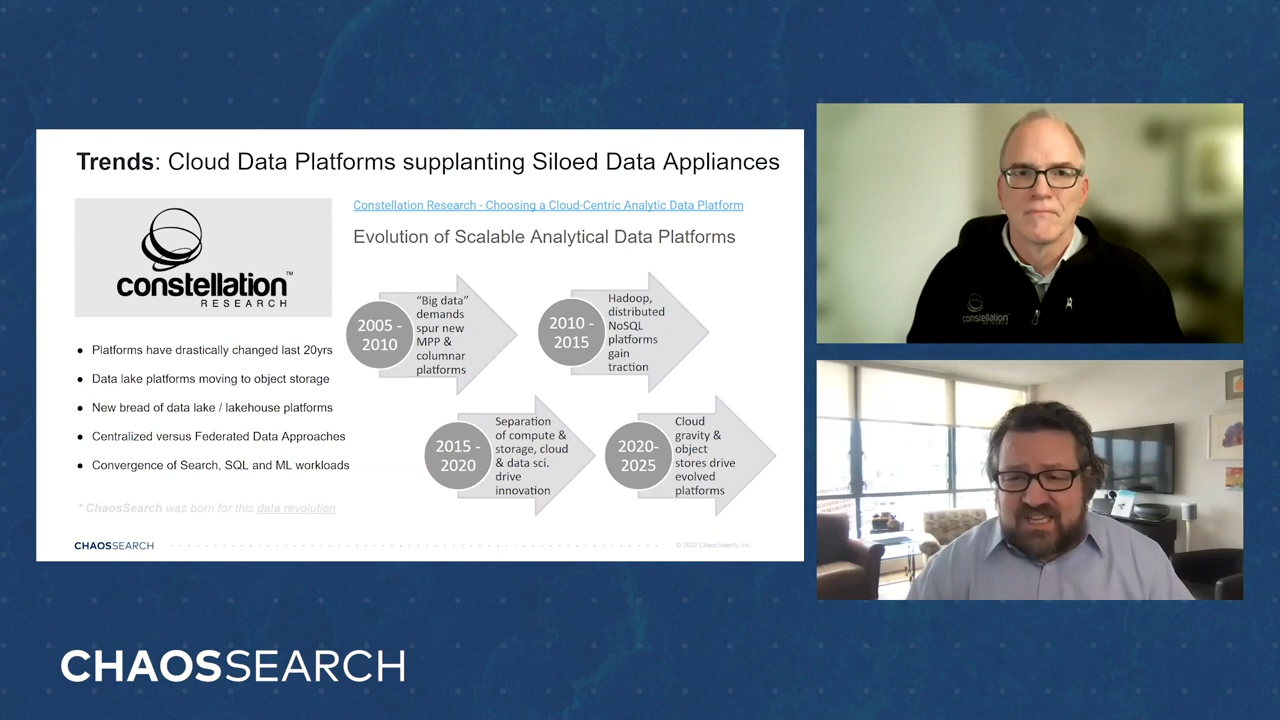 Trends: Cloud Data Platforms supplanting Siloed Data Appliances
constellation™
RESEARCH
Constellation Research - Choosing a Cloud-Centric Analytic Data Platform
Evolution of Scalable Analytical Data Platforms
2005 -
2010
"Big data"
demands
spur new
MPP &
columnar
platforms
2010 -
2015
Hadoop,
distributed
NoSQL
platforms
gain
traction
2015 -
2020
Separation
of compute &
storage, cloud
& data sci.
drive
innovation
2020-
2025
Cloud
gravity &
object
stores drive
evolved
platforms
● Platforms have drastically changed last 20yrs
● Data lake platforms moving to object storage
● New bread of data lake / lakehouse platforms
● Centralized versus Federated Data Approaches
● Convergence of Search, SQL and ML workloads
* ChaosSearch was born for this data revolution
CHAOSSEARCH
© 2022 ChaosSearch, Inc.
constellation
RESEARCH
CHAOSSEARCH